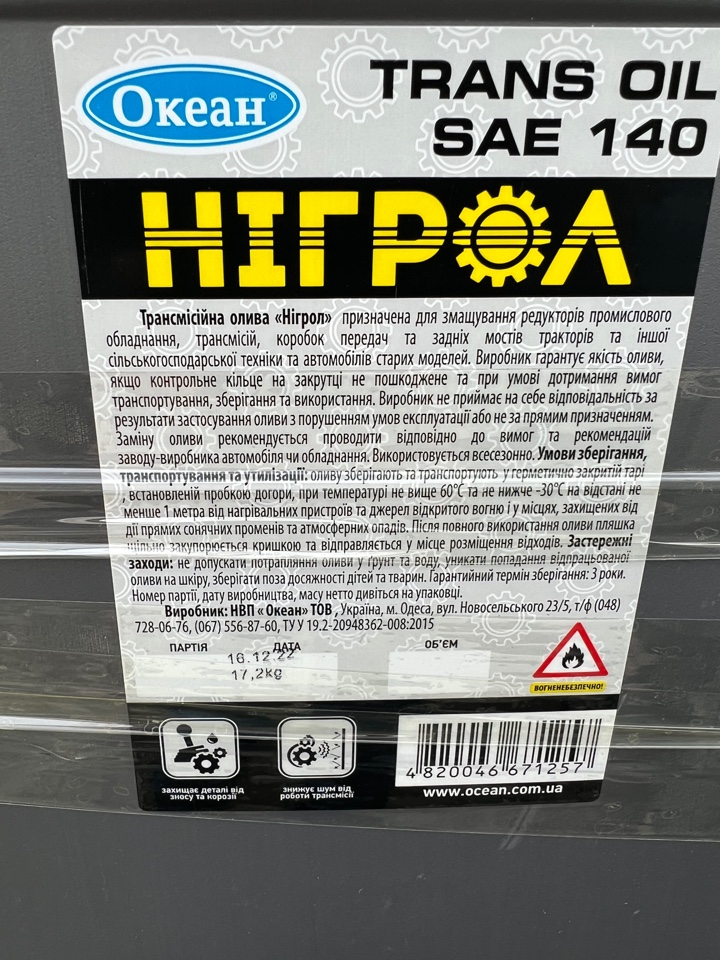 Океан®
TRANS OIL
SAE 140
НІГРОЛ
Трансмісійна олива «Нігрол» призначена для змащування редукторів промислового
обладнання, трансмісій, коробок передач та задніх мостів тракторів та іншої
сільськогосподарської техніки та автомобілів старих моделей. Виробник гарантує якість оливи,
якщо контрольне кільце на закрутці не пошкоджене та при умові дотримання вимог
транспортування, зберігання та використання. Виробник не приймає на себе відповідальність за
результати застосування оливи з порушенням умов експлуатації або не за прямим призначенням.
Заміну оливи рекомендується проводити відповідно до вимог та рекомендацій
заводу-виробника автомобіля чи обладнання. Використовується всесезонно. Умови зберігання,
транспортування та утилізації: оливу зберігають та транспортують у герметично закритій тарі
, встановленій пробкою догори, при температурі не вище 60°С та не нижче -30°С на відстані не
менше 1 метра від нагрівальних пристроїв та джерел відкритого вогню і у місцях, захищених від
дії прямих сонячних променів та атмосферних опадів. Після повного використання оливи пляшка
щільно закупорюється кришкою та відправляється у місце розміщення відходів. Застережні
заходи: не допускати потрапляння оливи у ґрунт та воду, уникати попадання відпрацьованої
оливи на шкіру, зберігати поза досяжності дітей та тварин. Гарантійний термін зберігання: 3 роки.
Номер партії, дату виробництва, масу нетто дивитись на упаковці.
Виробник: НВП «Океан» ТОВ, Україна, м. Одеса, вул. Новосельського 23/5, т/ф (048)
728-06-76, (067) 556-87-60, ТУ У 19.2-20948362-008:2015
ПАРТІЯ ДАТА ОБ'ЄМ
16.12.22
17,2kg
ВОГНЕНЕБЕЗПЕЧНО!
захищає деталі від
зносу та корозії
знижує шум від
роботи трансмісії
4 820046 671257
www.ocean.com.ua